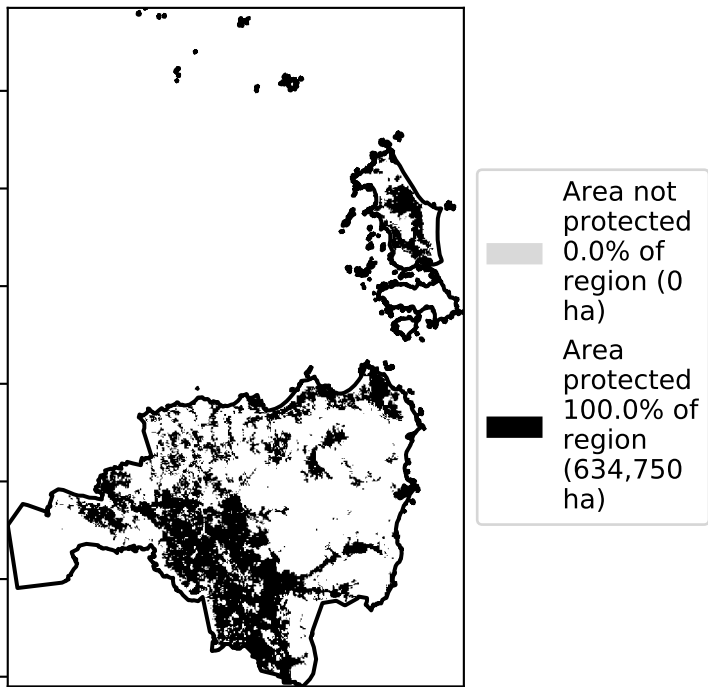 Area not
protected
0.0% of
region (0
ha)
Area
protected
100.0% of
region
(634,750
ha)